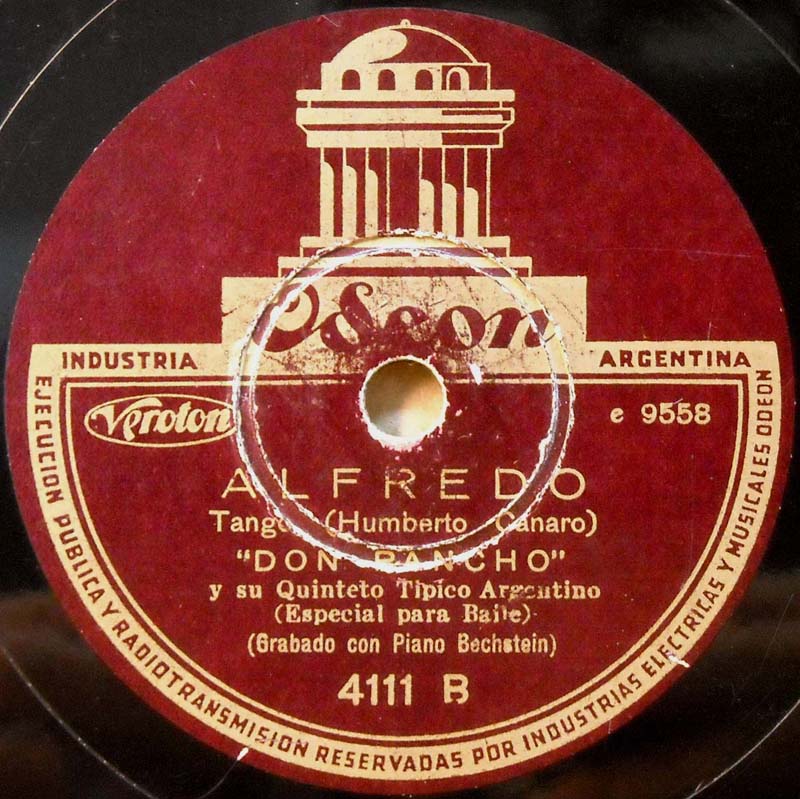 Odeon
INDUSTRIA ARGENTINA
Veroton
e 9558
ALFREDO
Tango (Humberto Canaro)
"DON PANCHO"
y su Quinteto Típico Argentino
(Especial para Baile)
(Grabado con Piano Bechstein)
4111 B
EJECUCION PUBLICA Y RADIOTRANSMISION RESERVADAS POR INDUSTRIAS ELECTRICAS Y MUSICALES ODEON